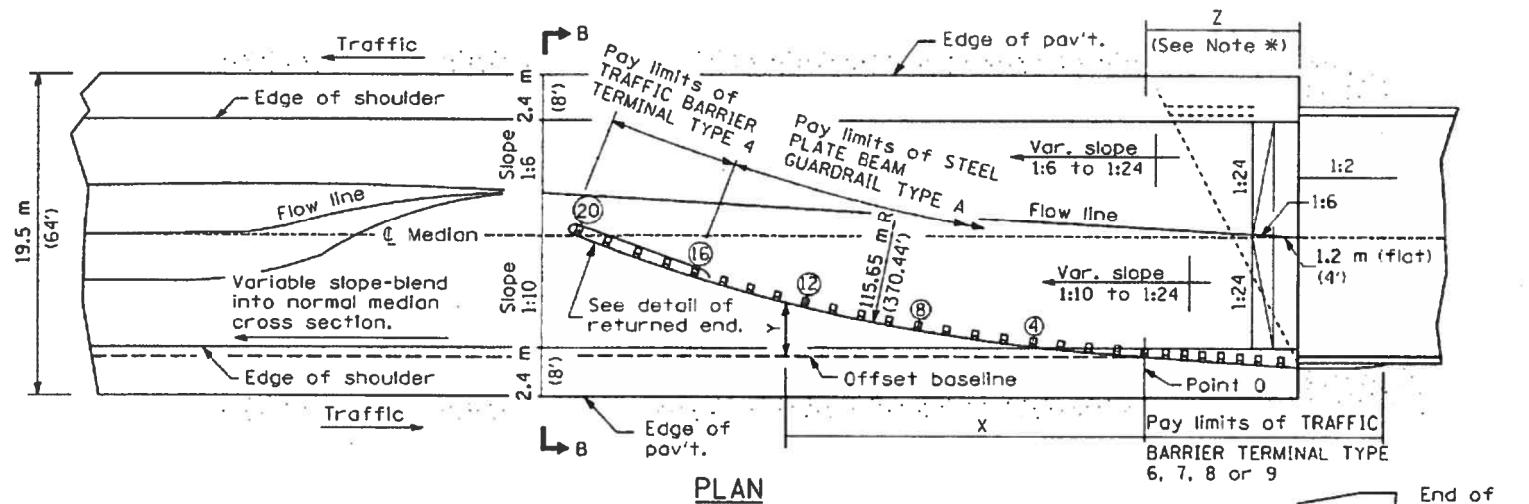 Traffic
B
Edge of pav't.
Z
(See Note *)
Edge of shoulder
2.4 m
(8')
Pay limits of
TRAFFIC BARRIER
TERMINAL TYPE 4
Pay limits of STEEL
PLATE BEAM
GUARDRAIL TYPE A
Var. slope
1:6 to 1:24
1:24
1:2
1:6
Slope
1:6
19.5 m
(64')
Flow line
Flow line
℄ Median
20
16
12
8
4
115.65 m R
(370.44')
1.2 m (flat)
(4')
Variable slope-blend
into normal median
cross section.
Slope
1:10
See detail of
returned end.
Y
Var. slope
1:10 to 1:24
1:24
Edge of shoulder
2.4 m
(8')
Offset baseline
Point 0
Traffic
B
Edge of
pav't.
X
Pay limits of TRAFFIC
BARRIER TERMINAL TYPE
6, 7, 8 or 9
PLAN
End of